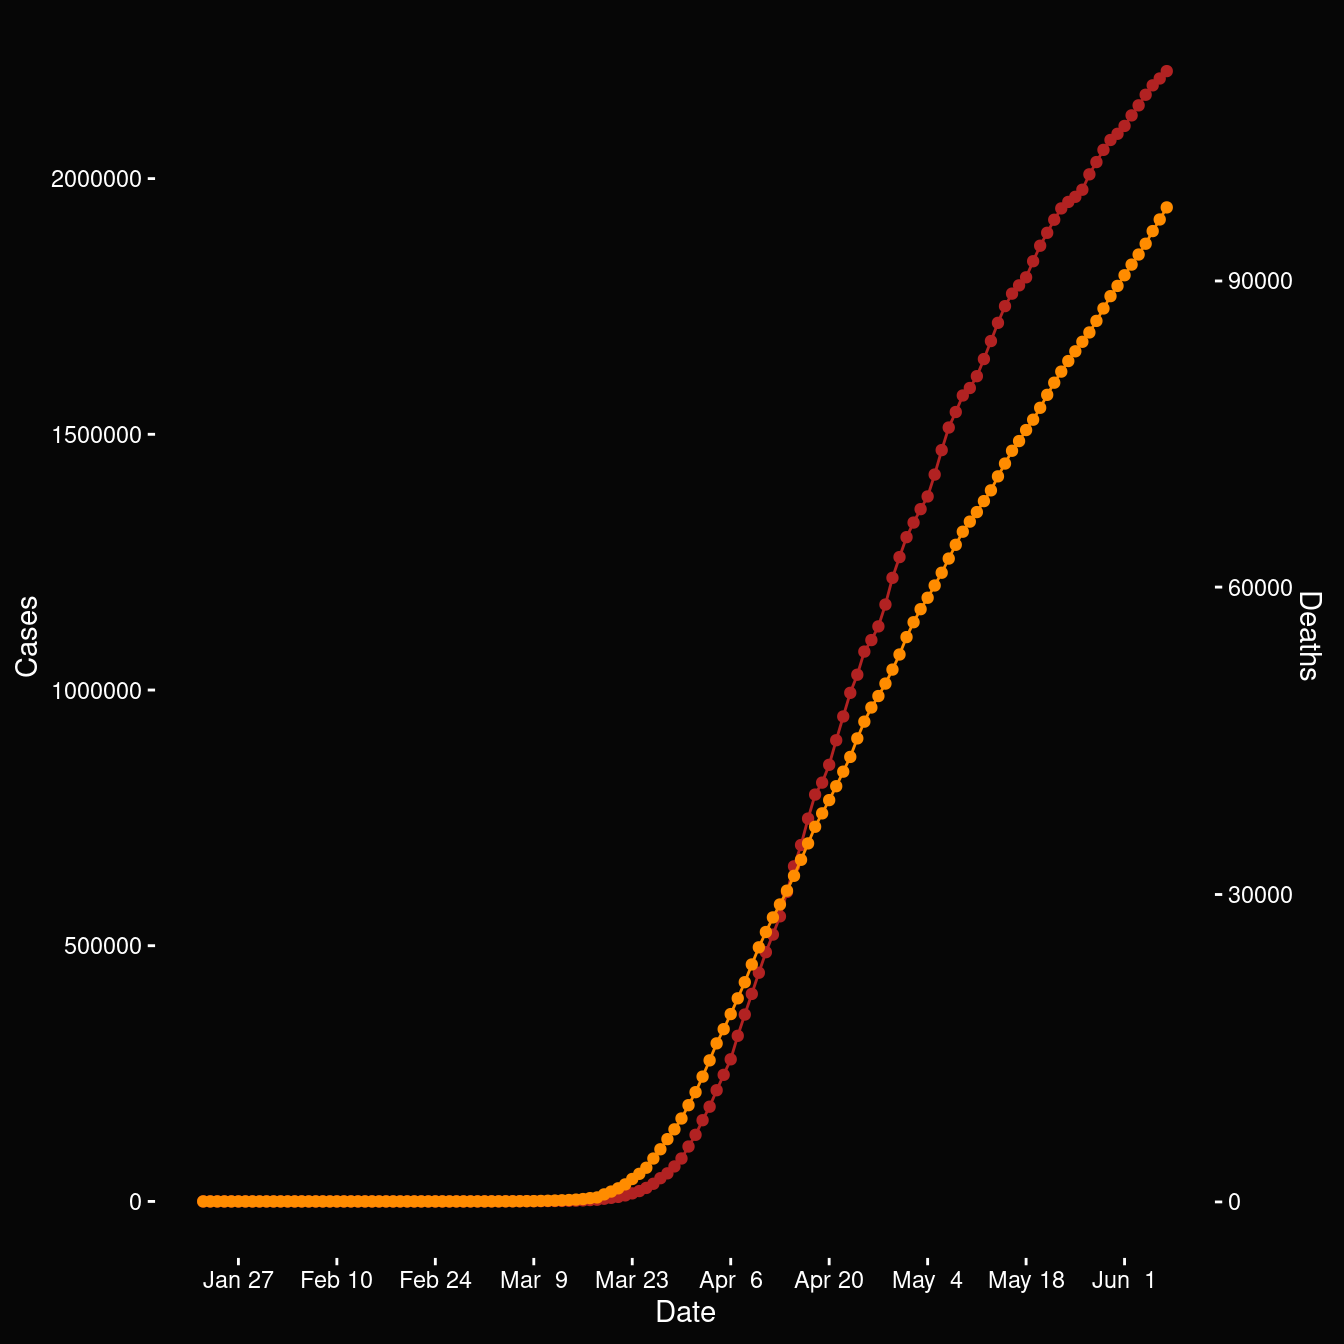 2000000
1500000
1000000
500000
0
Cases
90000
60000
30000
0
Deaths
Jan 27
Feb 10
Feb 24
Mar 9
Mar 23
Apr 6
Apr 20
May 4
May 18
Jun 1
Date